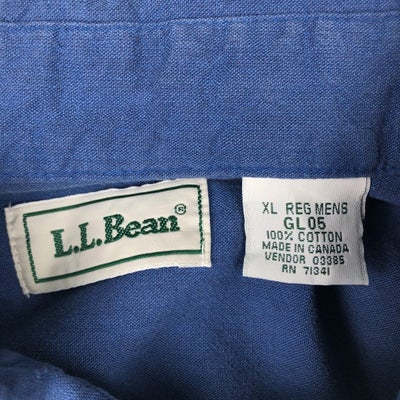 L.L.Bean®
XL REG MENS
GL05
100% COTTON
MADE IN CANADA
VENDOR 03385
RN 71341